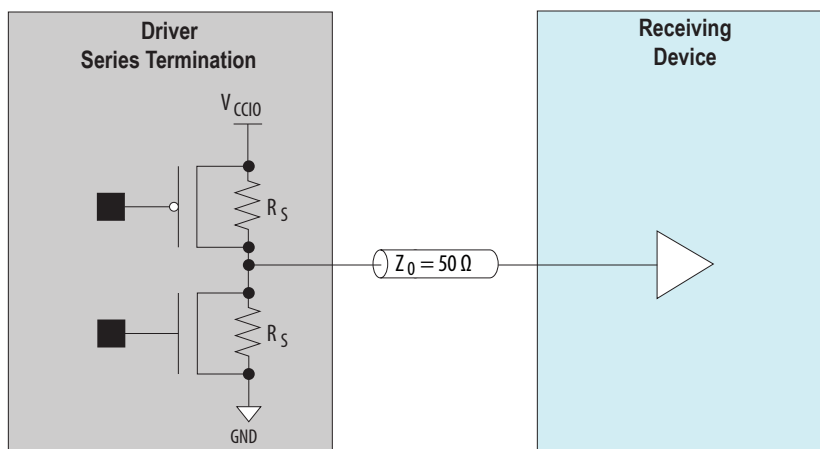 Driver
Series Termination
Receiving
Device
V CCIO
R S
Z 0 = 50 Ω
R S
GND